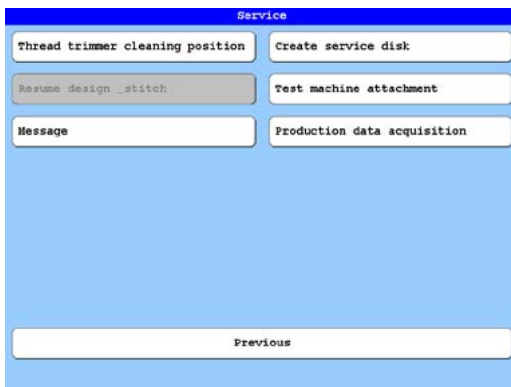 Service
Thread trimmer cleaning position
Create service disk
Resume design _stitch
Test machine attachment
Message
Production data acquisition
Previous